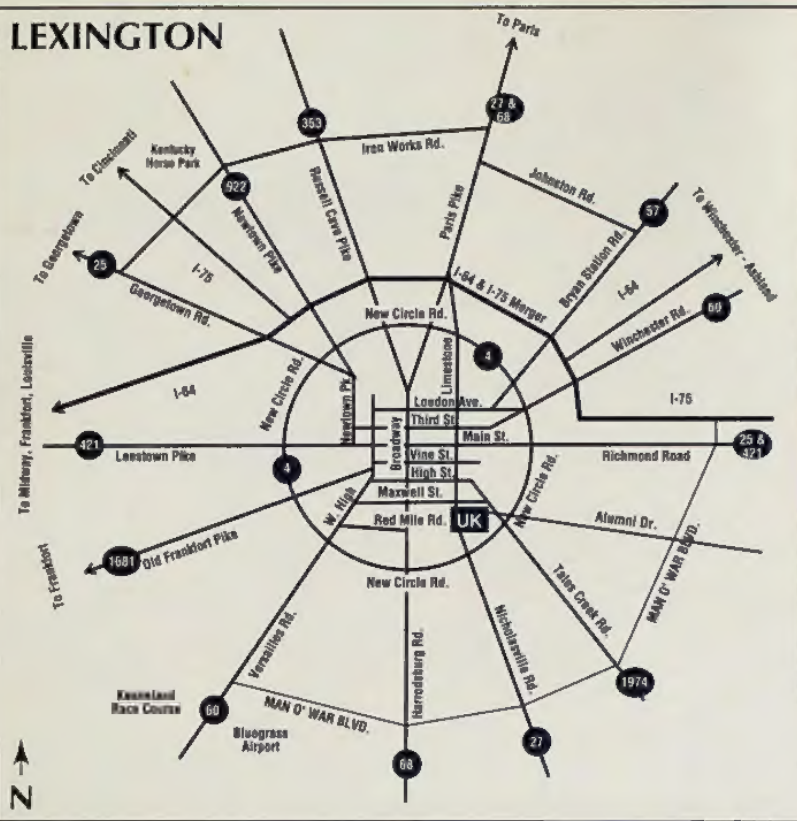 LEXINGTON
To Paris
27 &
68
353
Iron Works Rd.
To Cincinnati
Kentucky
Horse Park
922
Newtown Pike
Russell Cave Pike
Paris Pike
Johnston Rd.
57
To Winchester - Ashland
To Georgetown
25
I-75
Georgetown Rd.
Bryan Station Rd.
I-64
60
Winchester Rd.
I-64 & I-75 Merger
New Circle Rd.
4
Limestone
New Circle Rd.
I-64
To Midway, Frankfort, Louisville
Newtown Pk.
Loudon Ave.
Third St.
Main St.
I-75
421
Leestown Pike
Broadway
Vine St.
High St.
Richmond Road
25 &
421
4
Maxwell St.
W. High
Red Mile Rd.
UK
New Circle Rd.
Alumni Dr.
MAN O' WAR BLVD.
To Frankfort
1681
Old Frankfort Pike
New Circle Rd.
Tates Creek Rd.
Versailles Rd.
Harrodsburg Rd.
Nicholasville Rd.
1974
Keeneland
Race Course
60
MAN O' WAR BLVD.
Bluegrass
Airport
27
68
N